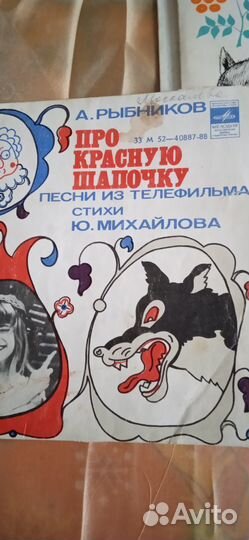 А. РЫБНИКОВ
ПРО
33 М 52—40887-88
КРАСНУЮ
ШАПОЧКУ
ПЕСНИ ИЗ ТЕЛЕФИЛЬМА
СТИХИ
Ю. МИХАЙЛОВА
Avito